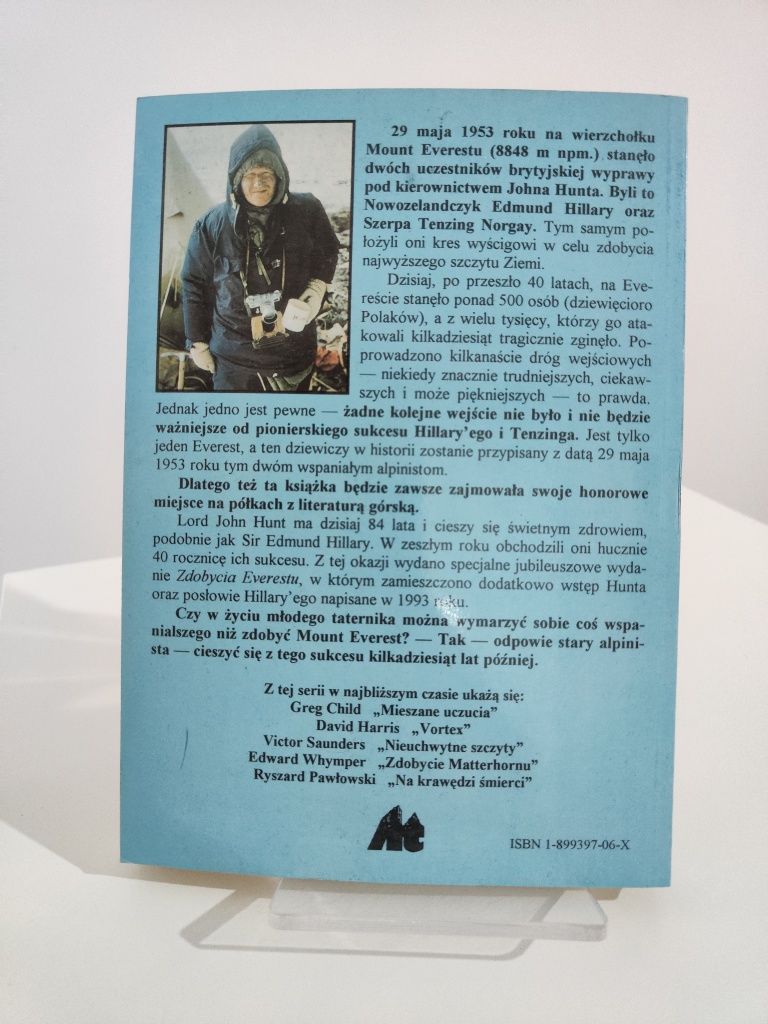 29 maja 1953 roku na wierzchołku
Mount Everestu (8848 m npm.) stanęło
dwóch uczestników brytyjskiej wyprawy
pod kierownictwem Johna Hunta. Byli to
Nowozelandczyk Edmund Hillary oraz
Szerpa Tenzing Norgay. Tym samym po-
łożyli oni kres wyścigowi w celu zdobycia
najwyższego szczytu Ziemi.
Dzisiaj, po przeszło 40 latach, na Eve-
reście stanęło ponad 500 osób (dziewięcioro
Polaków), a z wielu tysięcy, którzy go ata-
kowali kilkadziesiąt tragicznie zginęło. Po-
prowadzono kilkanaście dróg wejściowych
— niekiedy znacznie trudniejszych, ciekaw-
szych i może piękniejszych — to prawda.
Jednak jedno jest pewne — żadne kolejne wejście nie było i nie będzie
ważniejsze od pionierskiego sukcesu Hillary'ego i Tenzinga. Jest tylko
jeden Everest, a ten dziewiczy w historii zostanie przypisany z datą 29 maja
1953 roku tym dwóm wspaniałym alpinistom.
Dlatego też ta książka będzie zawsze zajmowała swoje honorowe
miejsce na półkach z literaturą górską.
Lord John Hunt ma dzisiaj 84 lata i cieszy się świetnym zdrowiem,
podobnie jak Sir Edmund Hillary. W zeszłym roku obchodzili oni hucznie
40 rocznicę ich sukcesu. Z tej okazji wydano specjalne jubileuszowe wyda-
nie Zdobycia Everestu, w którym zamieszczono dodatkowo wstęp Hunta
oraz posłowie Hillary'ego napisane w 1993 roku.
Czy w życiu młodego taternika można wymarzyć sobie coś wspa-
nialszego niż zdobyć Mount Everest? — Tak — odpowie stary alpini-
sta — cieszyć się z tego sukcesu kilkadziesiąt lat później.
Z tej serii w najbliższym czasie ukażą się:
Greg Child „Mieszane uczucia”
David Harris „Vortex”
Victor Saunders „Nieuchwytne szczyty”
Edward Whymper „Zdobycie Matterhornu”
Ryszard Pawłowski „Na krawędzi śmierci”
At
ISBN 1-899397-06-X